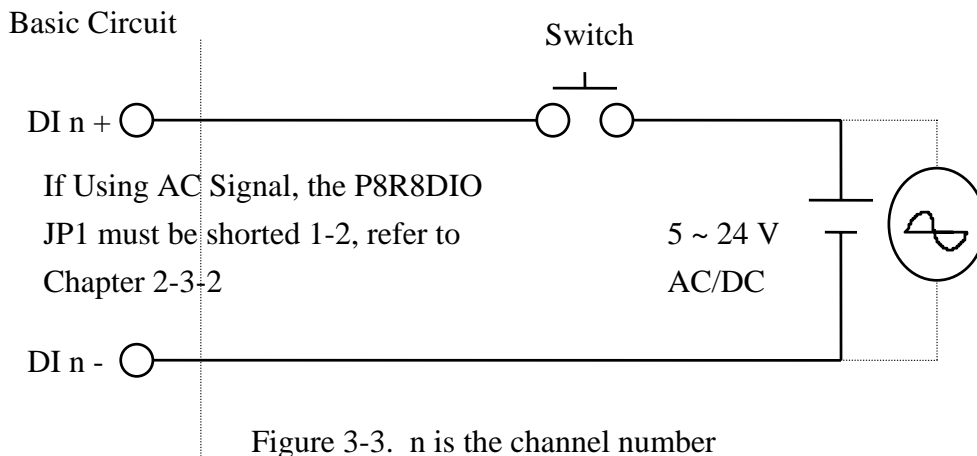 Basic Circuit
Switch
DI n +
If Using AC Signal, the P8R8DIO
JP1 must be shorted 1-2, refer to
Chapter 2-3-2
5 ~ 24 V
AC/DC
DI n -
Figure 3-3.  n is the channel number